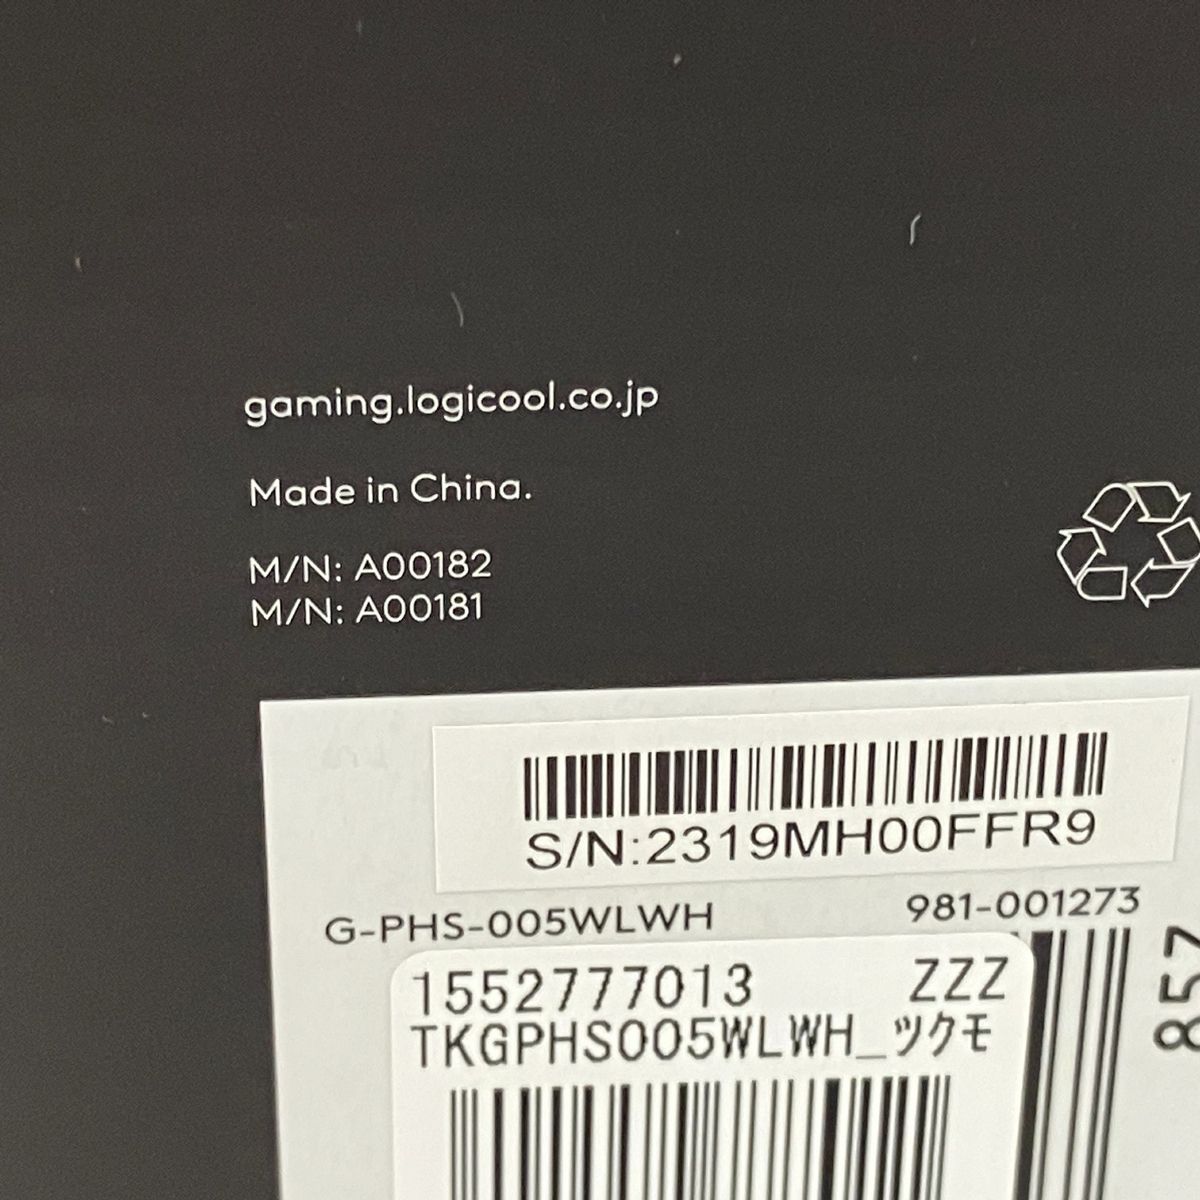 gaming.logicool.co.jp
Made in China.
M/N: A00182
M/N: A00181
S/N:2319MH00FFR9
G-PHS-005WLWH 981-001273
1552777013 ZZZ
TKGPHS005WLWH_ツクモ
857